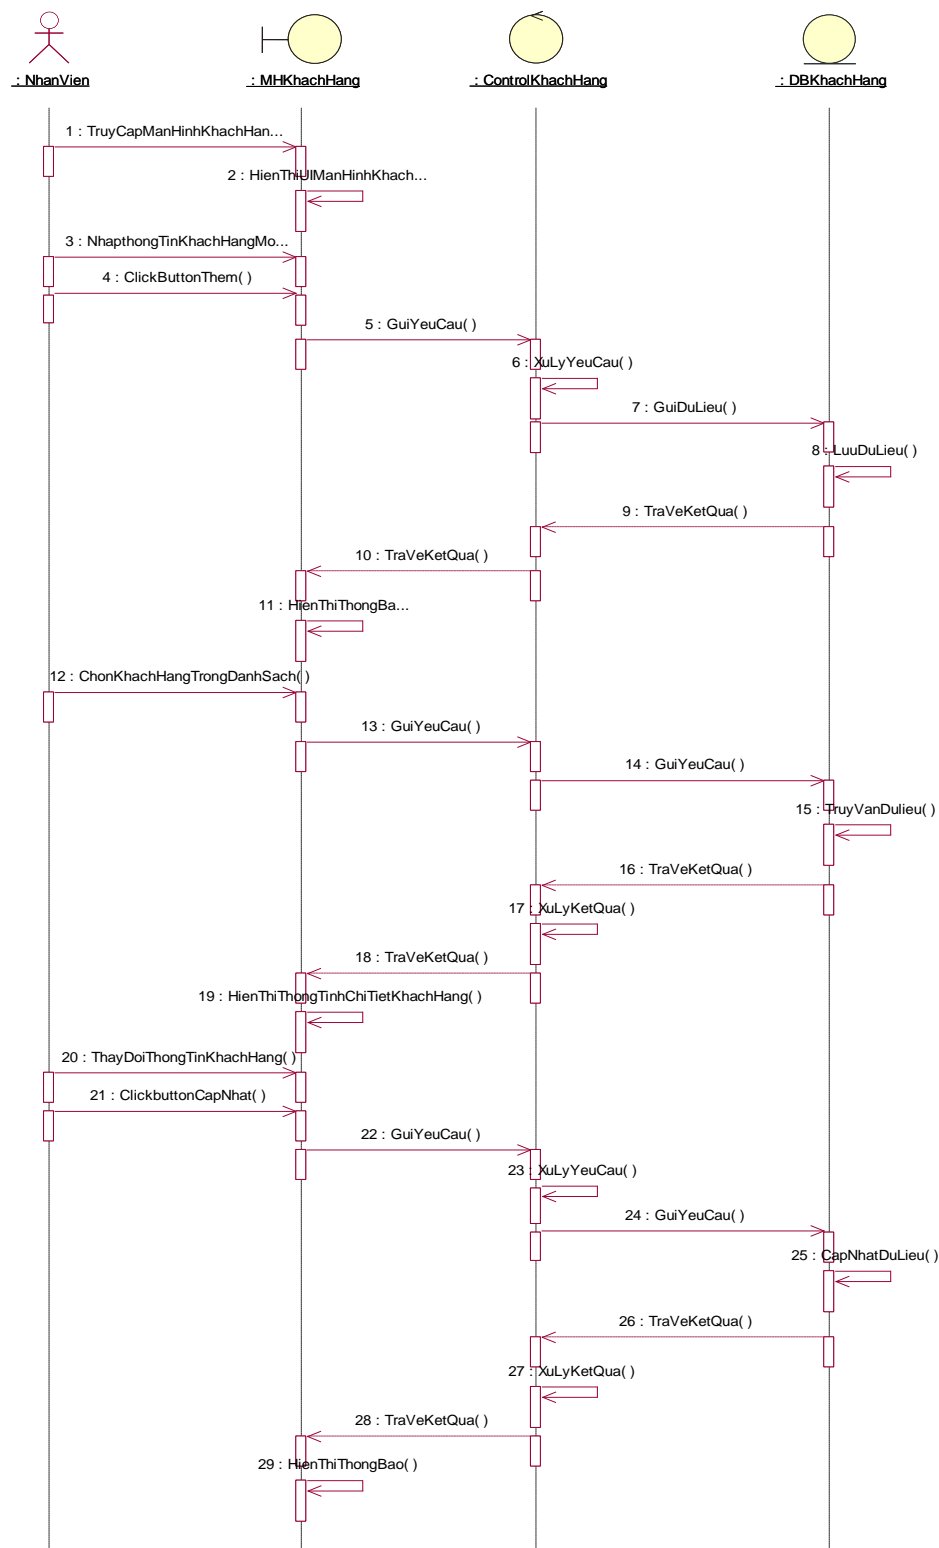 : NhanVien
: MHKhachHang
: ControlKhachHang
: DBKhachHang
1 : TruyCapManHinhKhachHan...
2 : HienThiUIManHinhKhach...
3 : NhapthongTinKhachHangMo...
4 : ClickButtonThem( )
5 : GuiYeuCau( )
6 : XuLyYeuCau( )
7 : GuiDuLieu( )
8 : LuuDuLieu( )
9 : TraVeKetQua( )
10 : TraVeKetQua( )
11 : HienThiThongBa...
12 : ChonKhachHangTrongDanhSach( )
13 : GuiYeuCau( )
14 : GuiYeuCau( )
15 : TruyVanDulieu( )
16 : TraVeKetQua( )
17 : XuLyKetQua( )
18 : TraVeKetQua( )
19 : HienThiThongTinhChiTietKhachHang( )
20 : ThayDoiThongTinKhachHang( )
21 : ClickbuttonCapNhat( )
22 : GuiYeuCau( )
23 : XuLyYeuCau( )
24 : GuiYeuCau( )
25 : CapNhatDuLieu( )
26 : TraVeKetQua( )
27 : XuLyKetQua( )
28 : TraVeKetQua( )
29 : HienThiThongBao( )